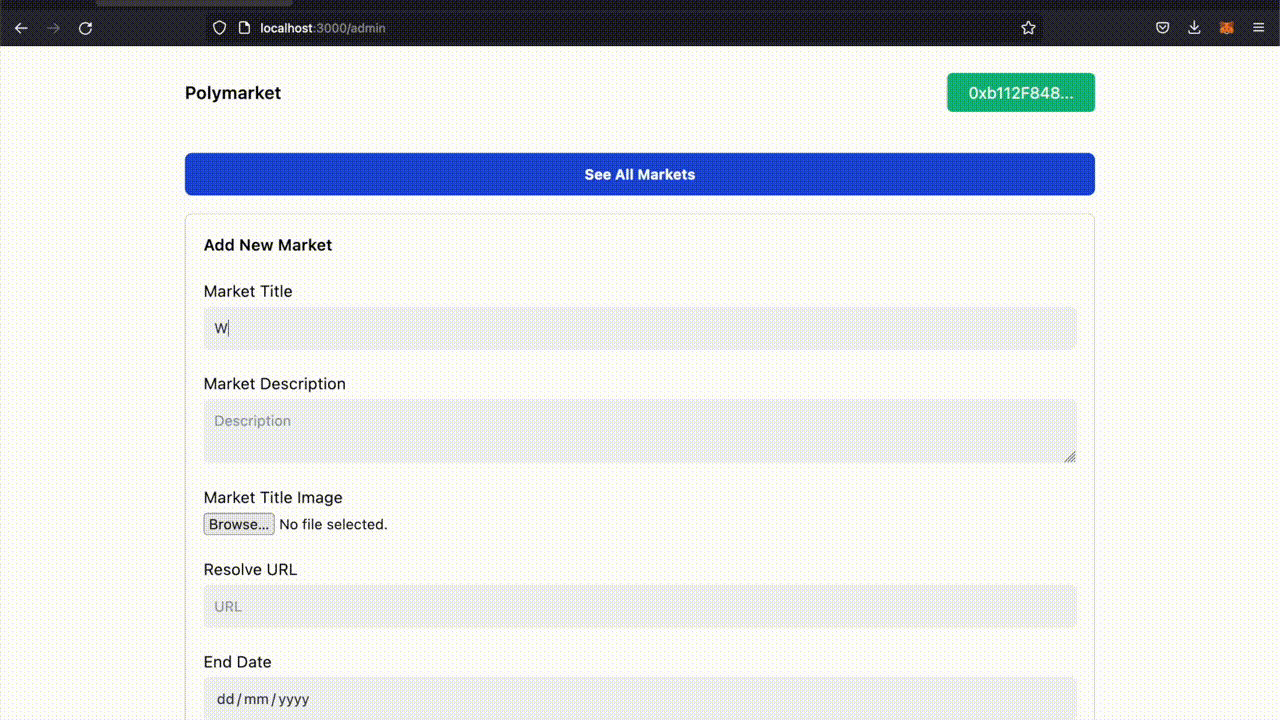 localhost:3000/admin
Polymarket
0xb112F848...
See All Markets
Add New Market
Market Title
W
Market Description
Description
Market Title Image
Browse... No file selected.
Resolve URL
URL
End Date
dd/mm/yyyy